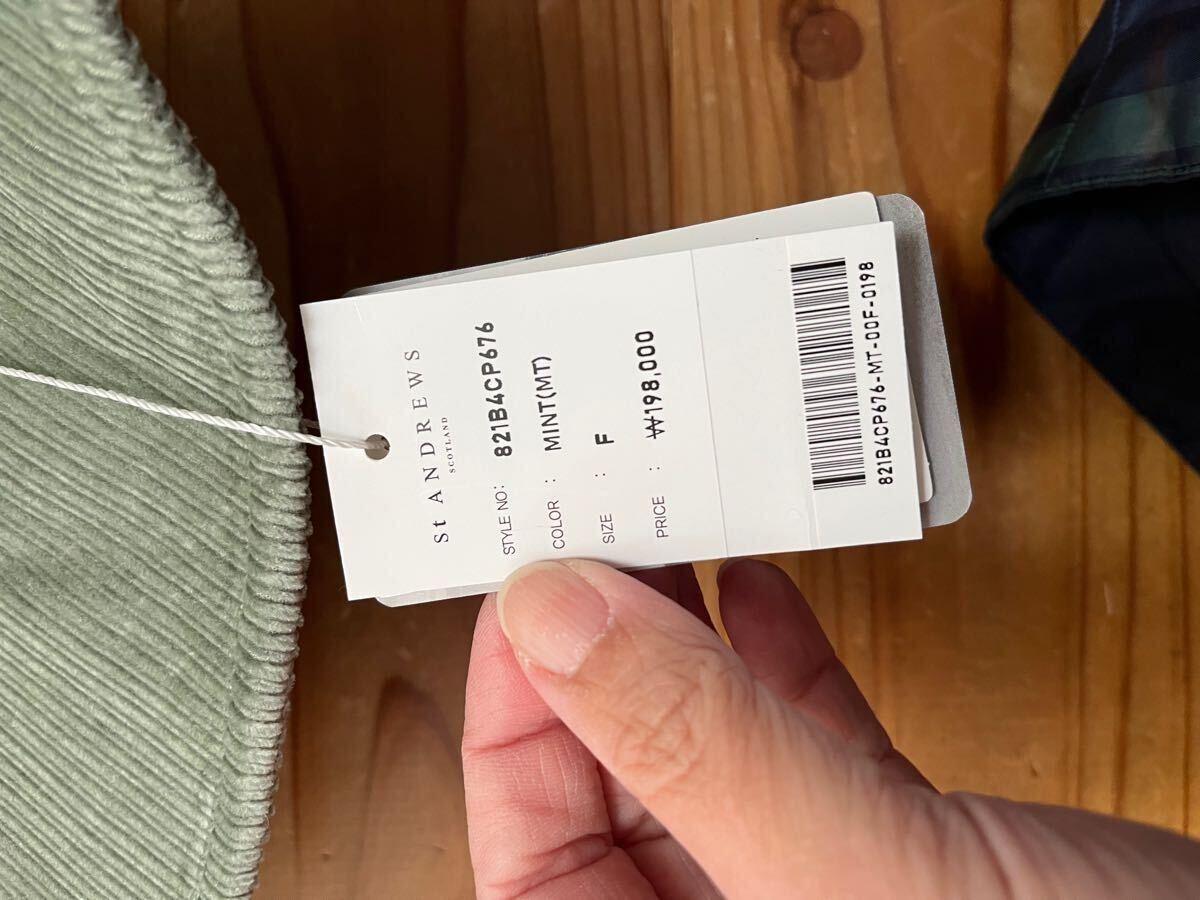 St ANDREWS
SCOTLAND
STYLE NO: 821B4CP676
COLOR : MINT(MT)
SIZE : F
PRICE : ₩198,000
821B4CP676-MT-00F-0198